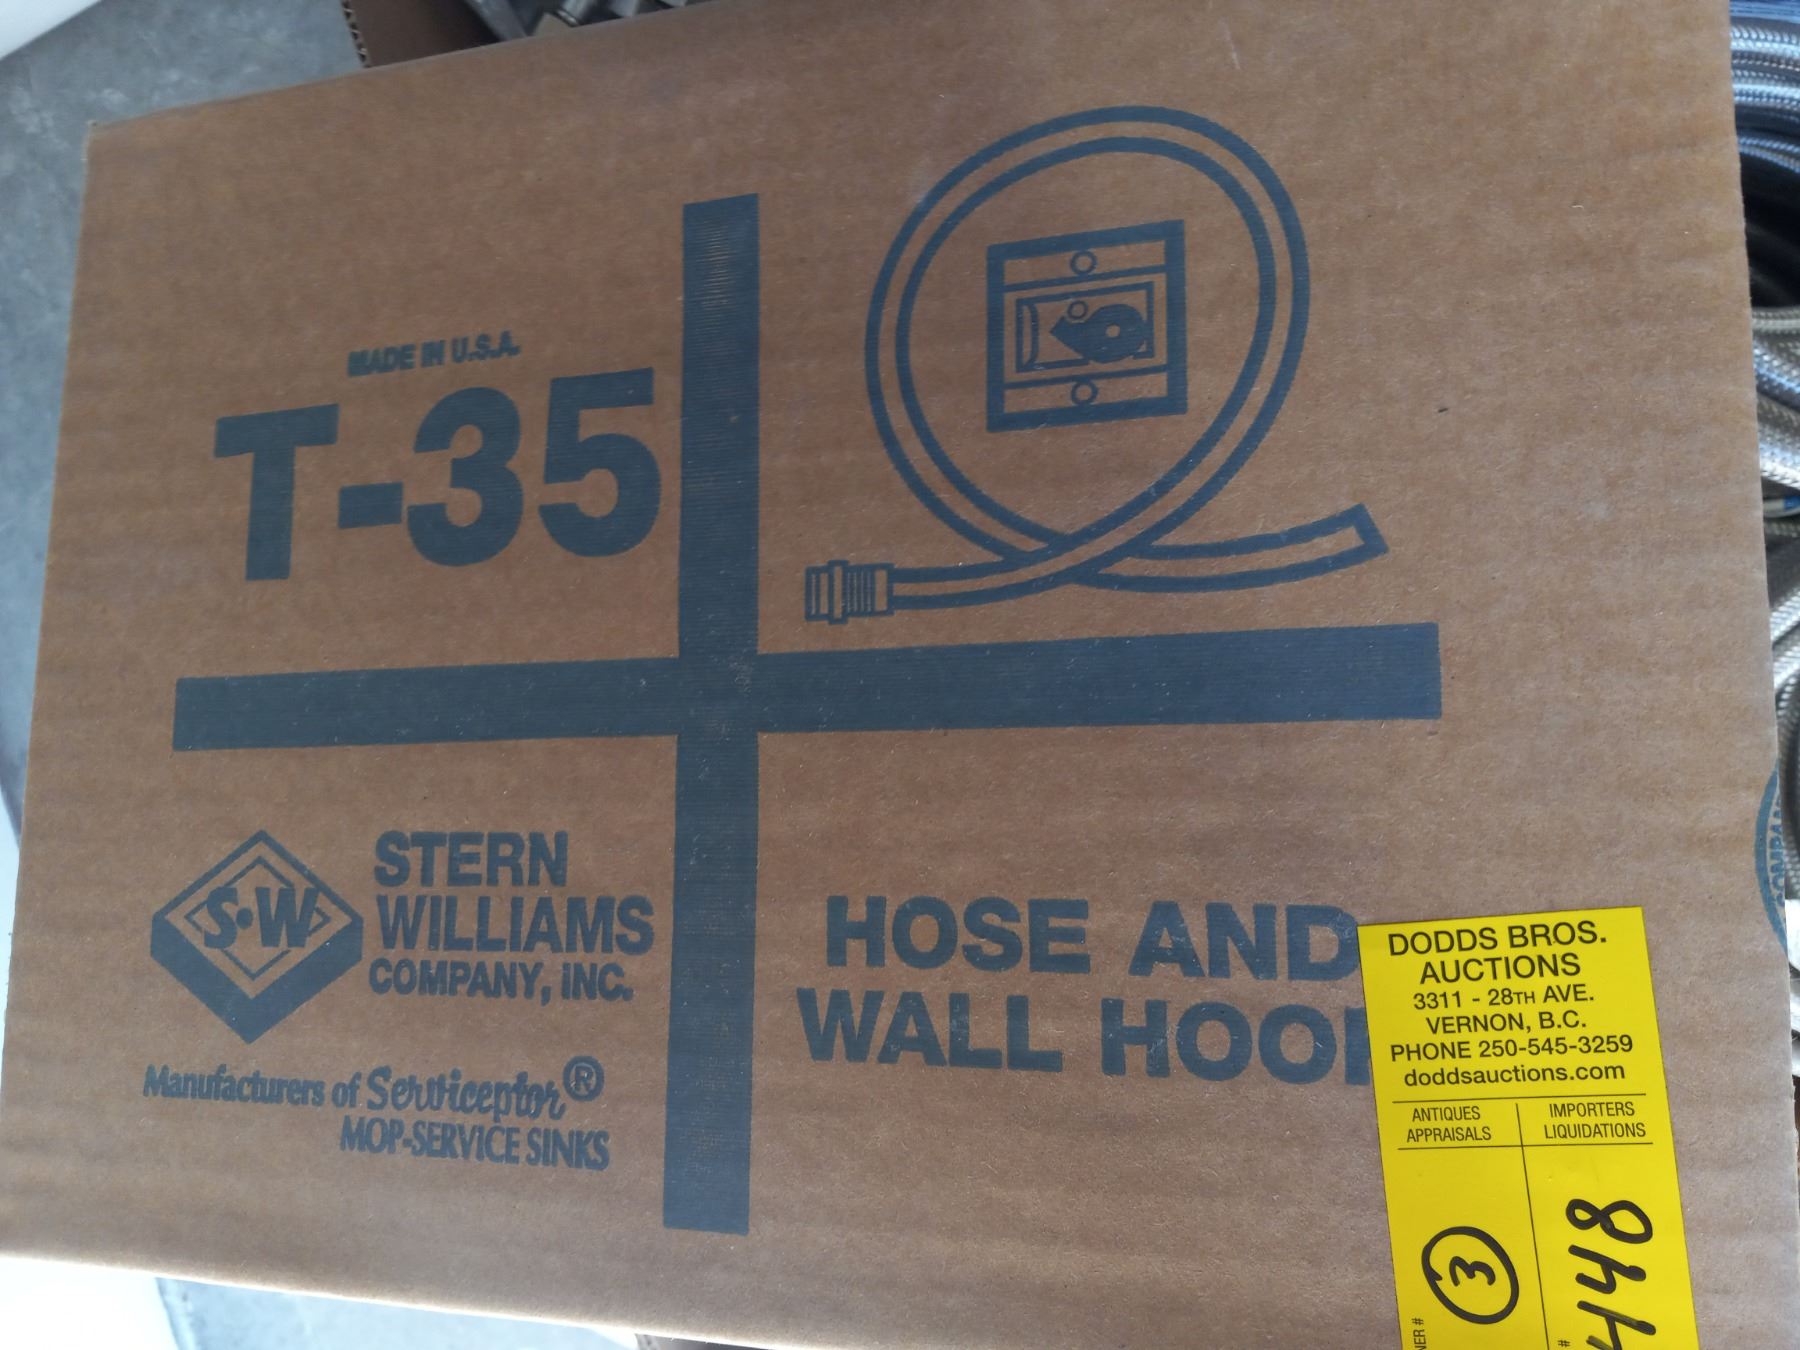 MADE IN U.S.A.
T-35
S·W
STERN
WILLIAMS
COMPANY, INC.
Manufacturers of Serviceptor®
MOP-SERVICE SINKS
HOSE AND
WALL HOO
DODDS BROS.
AUCTIONS
3311 - 28TH AVE.
VERNON, B.C.
PHONE 250-545-3259
doddsauctions.com
ANTIQUES
APPRAISALS
IMPORTERS
LIQUIDATIONS
3
COMPANY